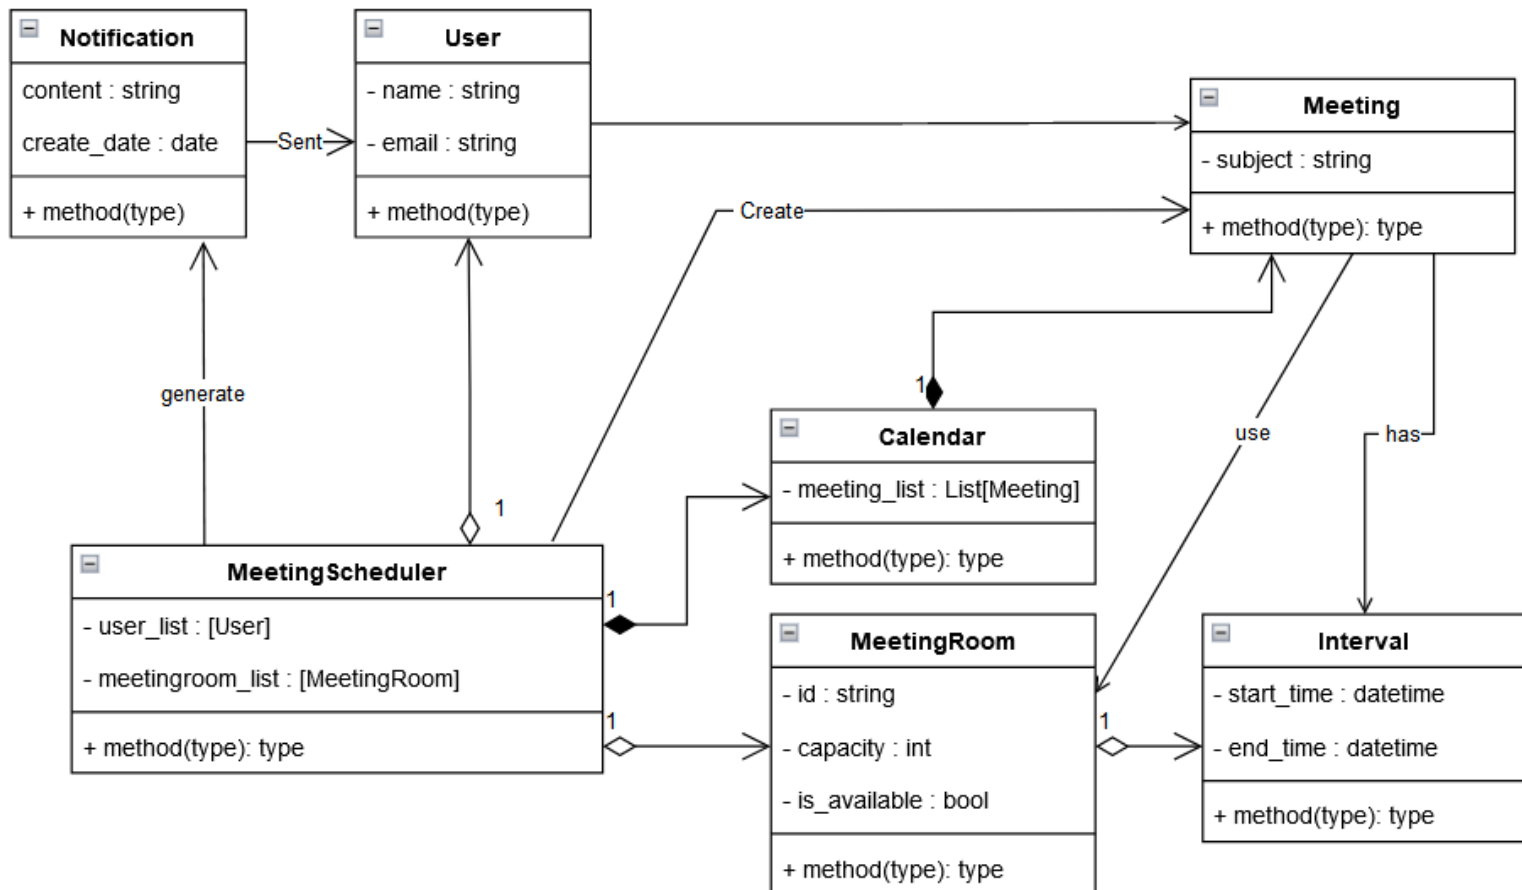 Notification
content : string
create_date : date
+ method(type)
Sent
User
- name : string
- email : string
+ method(type)
Meeting
- subject : string
+ method(type): type
Create
generate
1
1
Calendar
- meeting_list : List[Meeting]
+ method(type): type
use
has
MeetingScheduler
- user_list : [User]
- meetingroom_list : [MeetingRoom]
+ method(type): type
1
1
MeetingRoom
- id : string
- capacity : int
- is_available : bool
+ method(type): type
1
Interval
- start_time : datetime
- end_time : datetime
+ method(type): type